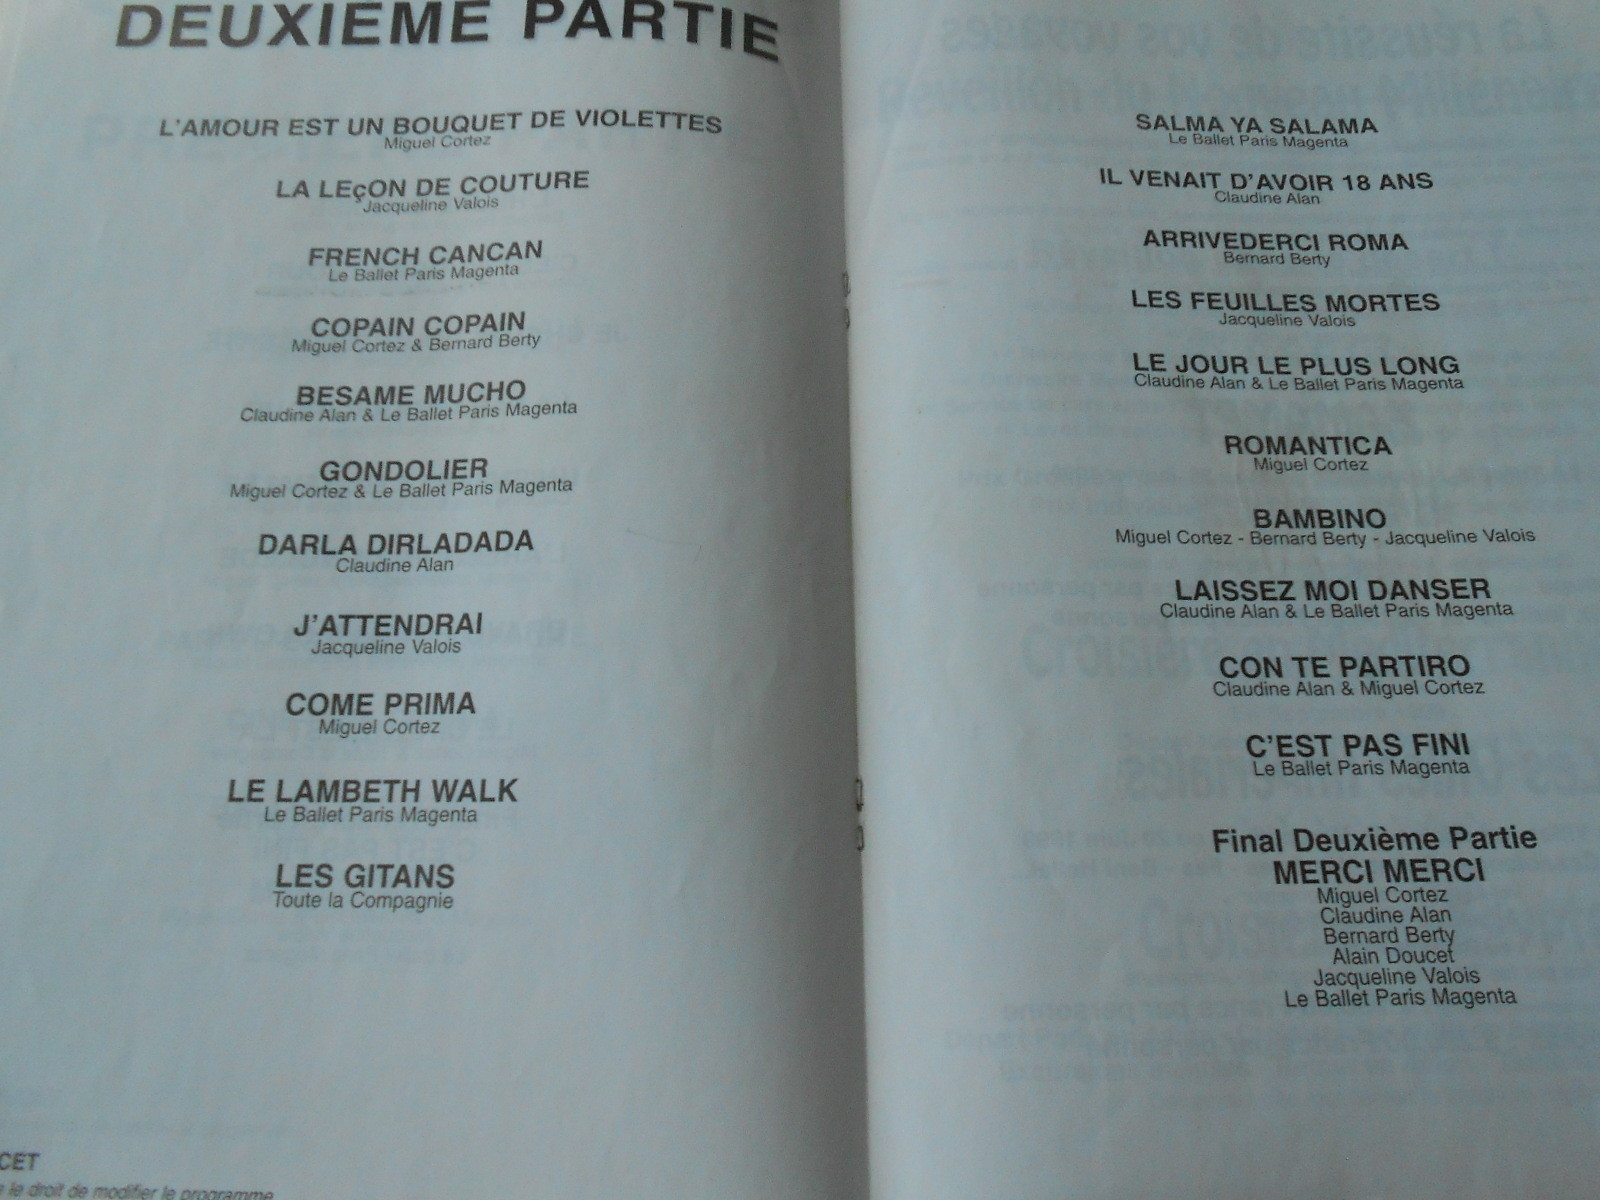 DEUXIÈME PARTIE
L'AMOUR EST UN BOUQUET DE VIOLETTES
Miguel Cortez
LA LEçON DE COUTURE
Jacqueline Valois
FRENCH CANCAN
Le Ballet Paris Magenta
COPAIN COPAIN
Miguel Cortez & Bernard Berty
BESAME MUCHO
Claudine Alan & Le Ballet Paris Magenta
GONDOLIER
Miguel Cortez & Le Ballet Paris Magenta
DARLA DIRLADADA
Claudine Alan
J'ATTENDRAI
Jacqueline Valois
COME PRIMA
Miguel Cortez
LE LAMBETH WALK
Le Ballet Paris Magenta
LES GITANS
Toute la Compagnie
CET
le droit de modifier le programme
SALMA YA SALAMA
Le Ballet Paris Magenta
IL VENAIT D'AVOIR 18 ANS
Claudine Alan
ARRIVEDERCI ROMA
Bernard Berty
LES FEUILLES MORTES
Jacqueline Valois
LE JOUR LE PLUS LONG
Claudine Alan & Le Ballet Paris Magenta
ROMANTICA
Miguel Cortez
BAMBINO
Miguel Cortez - Bernard Berty - Jacqueline Valois
LAISSEZ MOI DANSER
Claudine Alan & Le Ballet Paris Magenta
CON TE PARTIRO
Claudine Alan & Miguel Cortez
C'EST PAS FINI
Le Ballet Paris Magenta
Final Deuxième Partie
MERCI MERCI
Miguel Cortez
Claudine Alan
Bernard Berty
Alain Doucet
Jacqueline Valois
Le Ballet Paris Magenta